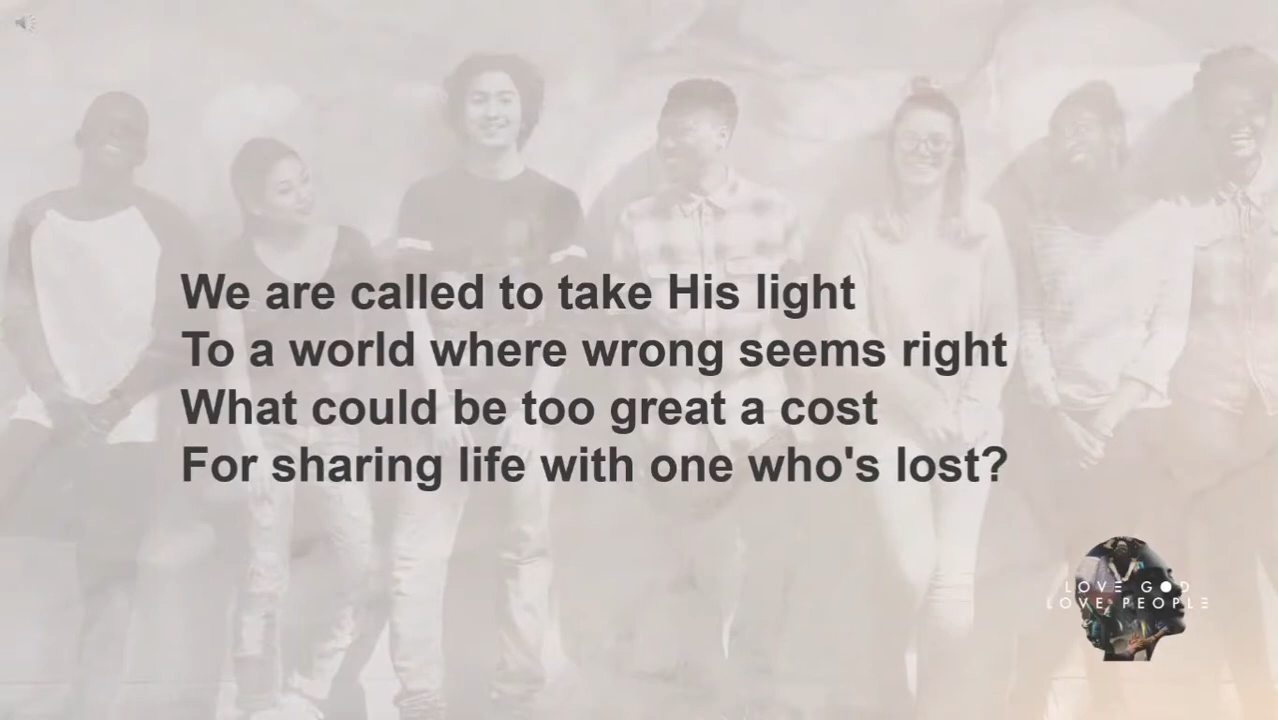 We are called to take His light
To a world where wrong seems right
What could be too great a cost
For sharing life with one who's lost?
LOVE GOD
LOVE PEOPLE